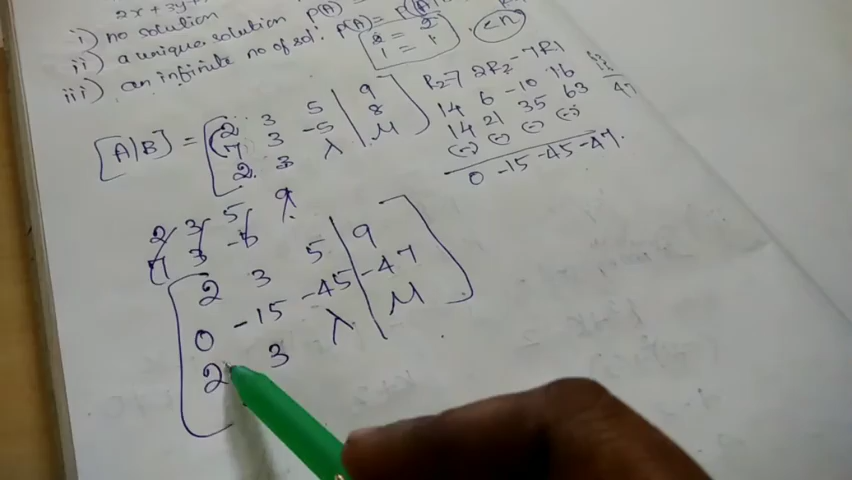 2x + 3y +
i) no solution
ii) a unique solution ρ(A) =
iii) an infinite no of sol: ρ(A) = ρ(A|B <n
2 = 2
1 = 1
[A|B] = [2 3 5 | 9
7 3 -5 | 8
2 3 λ | μ]
R2→ 2R2 - 7R1
14 6 -10 16
14 21 35 63
(-) (-) (-) (-)
0 -15 -45 -47.
47
2 3 5 9
7 3 -5
[2 3 5 | 9
0 -15 -45 | -47
2 3 λ | μ]